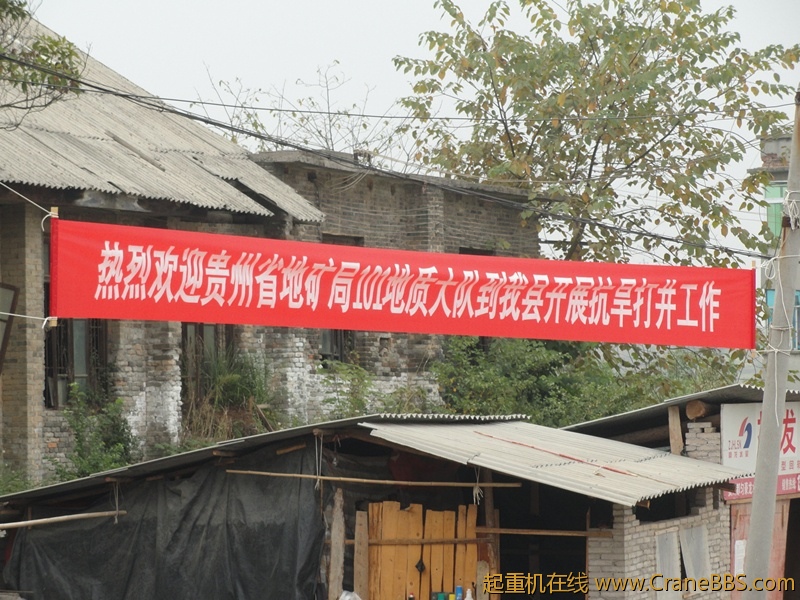 热烈欢迎贵州省地矿局101地质大队到我县开展抗旱打井工作
发
起重机在线 www.CraneBBS.com